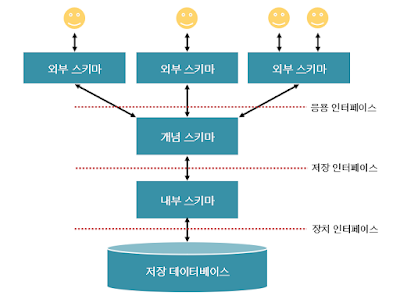 외부 스키마
외부 스키마
외부 스키마
응용 인터페이스
개념 스키마
저장 인터페이스
내부 스키마
장치 인터페이스
저장 데이터베이스